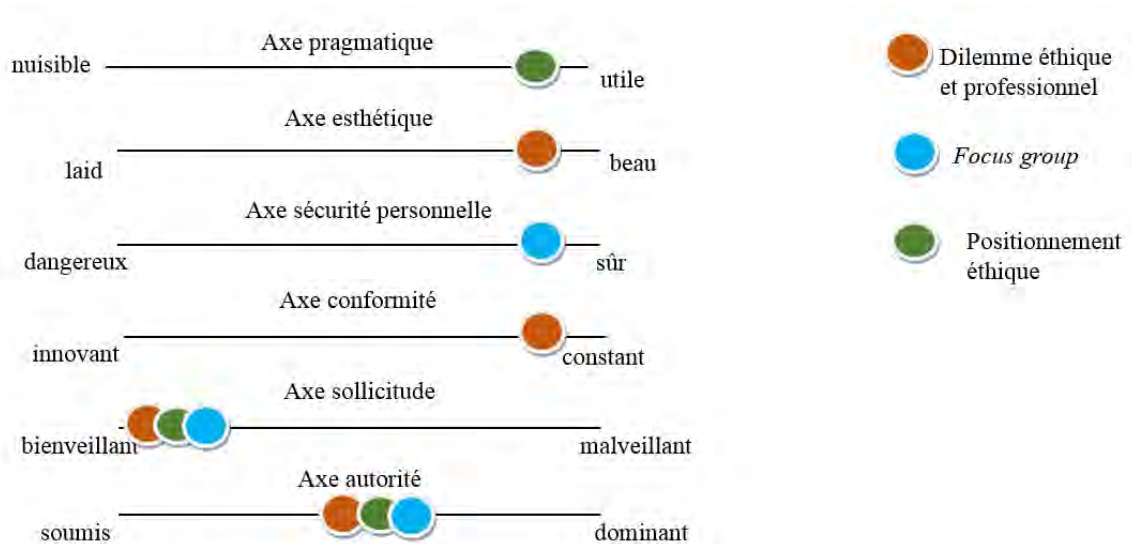 Axe pragmatique
nuisible
utile
Axe esthétique
laid
beau
Axe sécurité personnelle
dangereux
sûr
Axe conformité
innovant
constant
Axe sollicitude
bienveillant
malveillant
Axe autorité
soumis
dominant
Dilemme éthique
et professionnel
Focus group
Positionnement
éthique